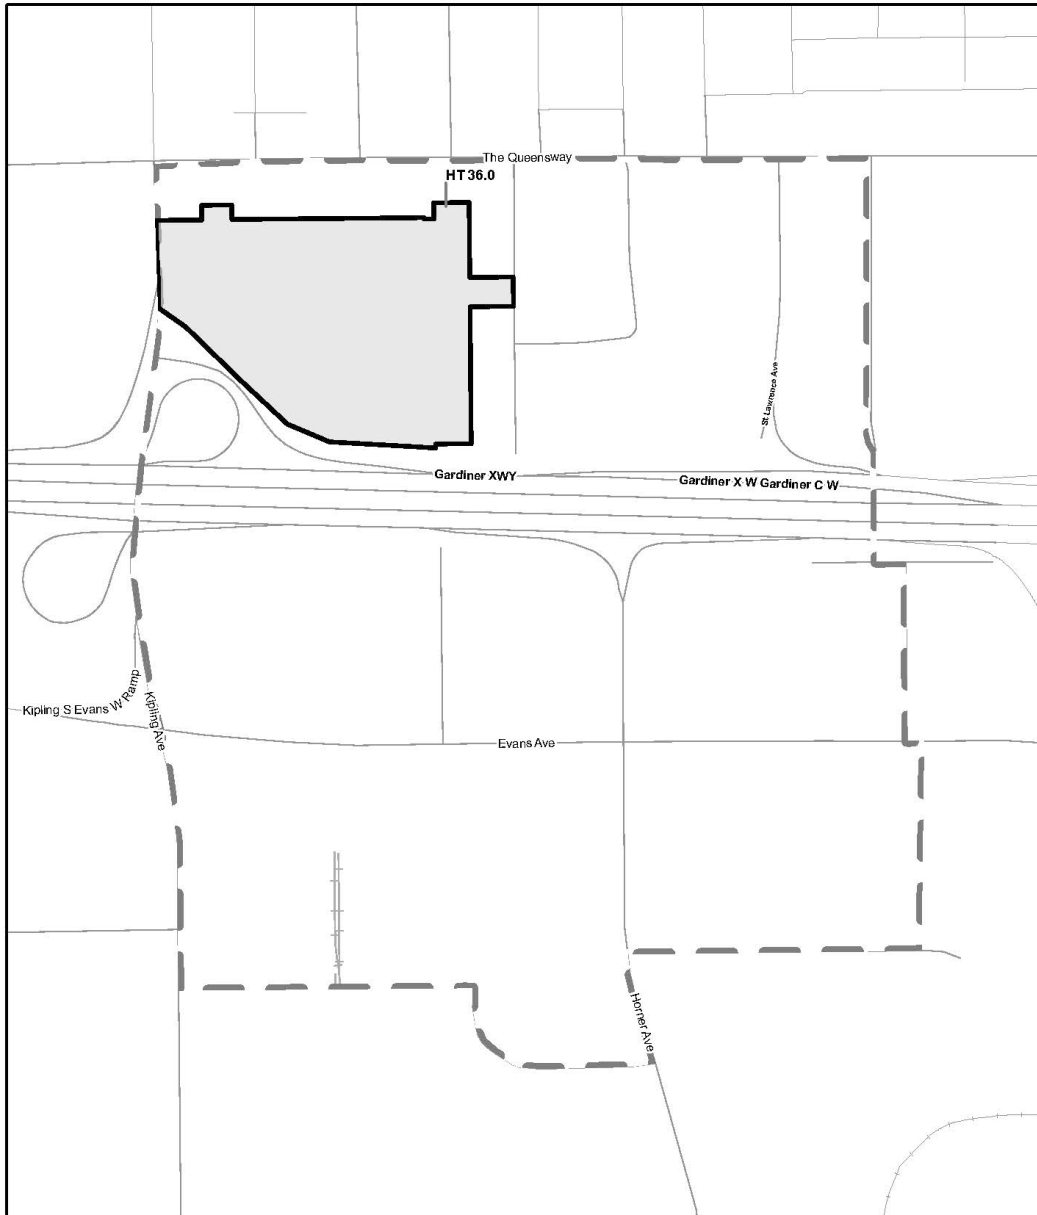 The Queensway
HT 36.0
St Lawrence Ave
Gardiner XWY
Gardiner X W Gardiner C W
Kipling S Evans W Ramp
Kipling Ave
Evans Ave
Horner Ave